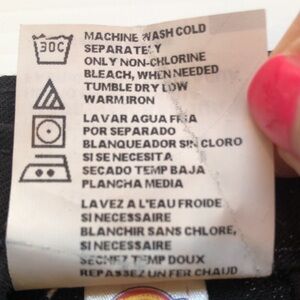 30C
MACHINE WASH COLD
SEPARATELY
ONLY NON-CHLORINE
BLEACH, WHEN NEEDED
TUMBLE DRY LOW
WARM IRON
LAVAR AGUA FRIA
POR SEPARADO
BLANQUEADOR SIN CLORO
SI SE NECESITA
SECADO TEMP BAJA
PLANCHA MEDIA
LAVEZ A L'EAU FROIDE
SI NECESSAIRE
BLANCHIR SANS CHLORE,
SI NECESSAIRE
SECHEZ TEMP DOUX
REPASSEZ UN FER CHAUD